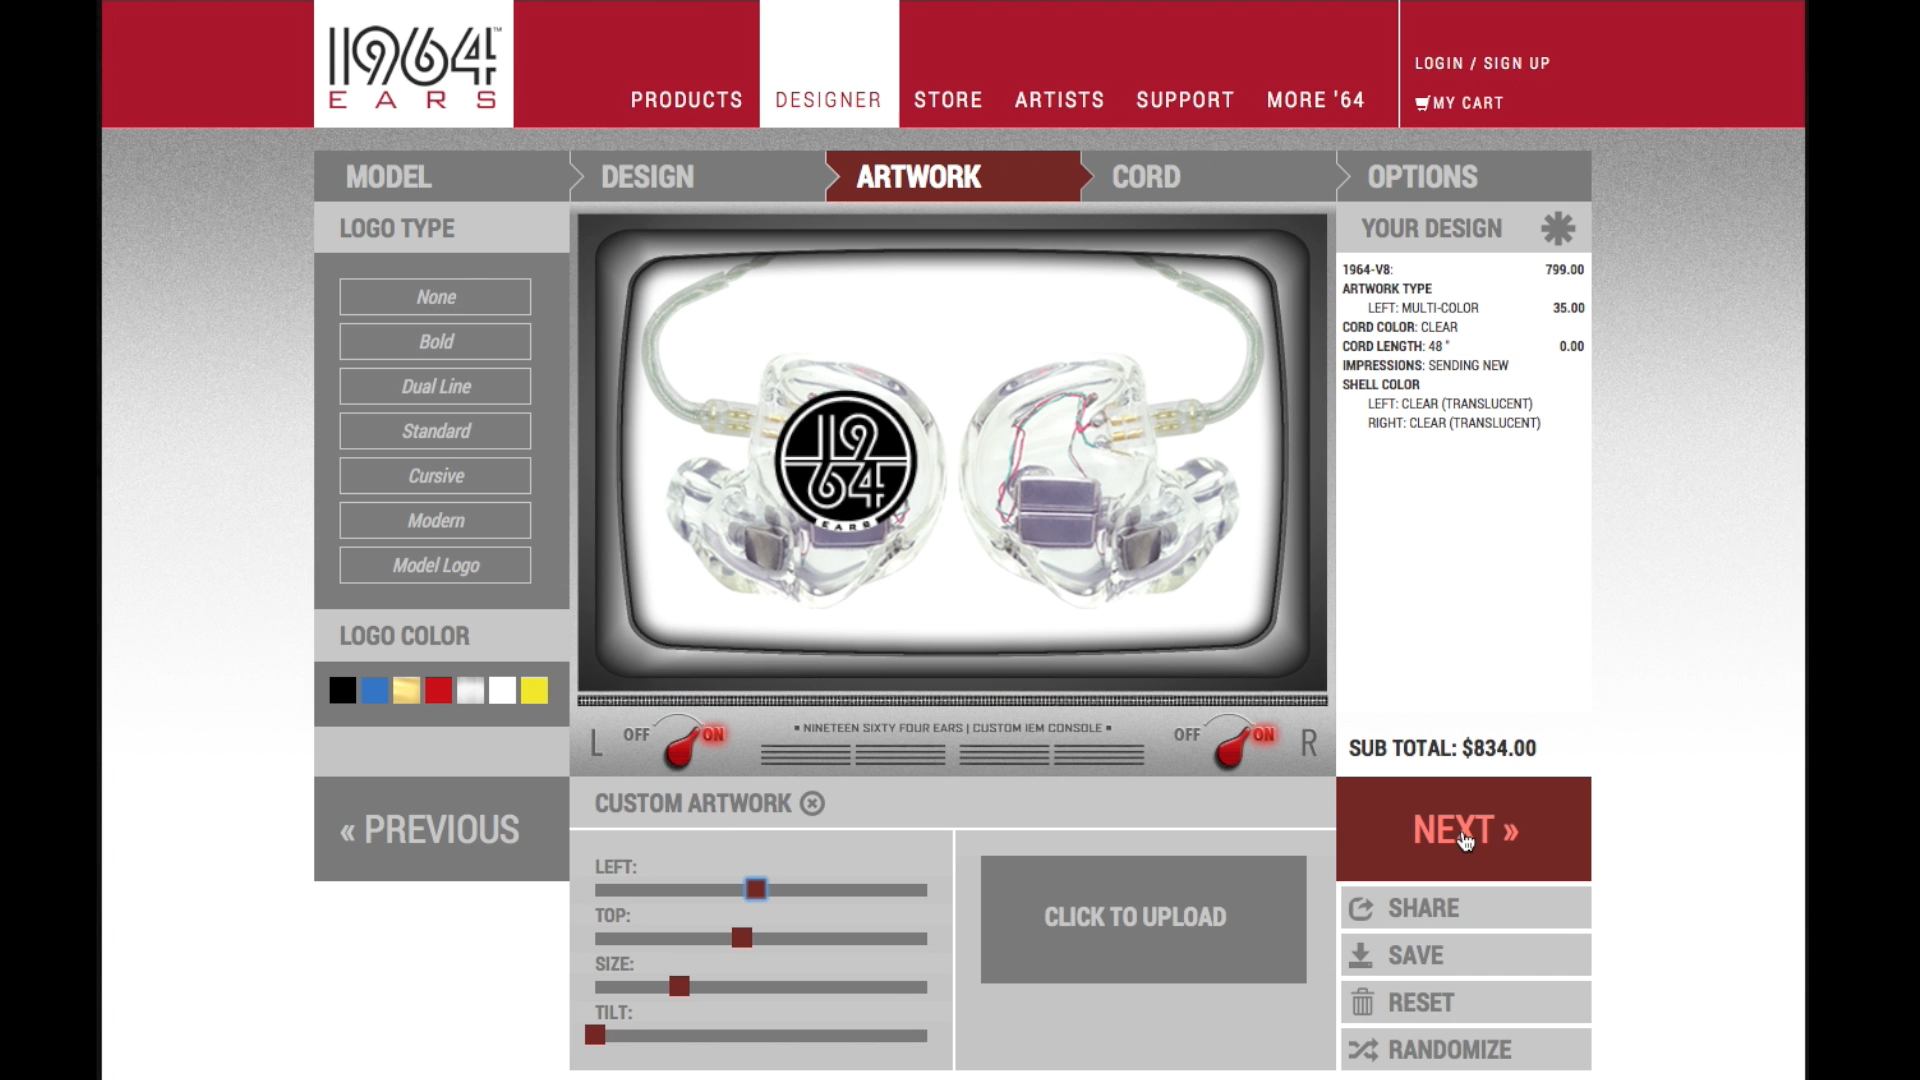 1964™
EARS
PRODUCTS
DESIGNER
STORE
ARTISTS
SUPPORT
MORE '64
LOGIN / SIGN UP
MY CART
MODEL
DESIGN
ARTWORK
CORD
OPTIONS
LOGO TYPE
None
Bold
Dual Line
Standard
Cursive
Modern
Model Logo
LOGO COLOR
« PREVIOUS
19
64
EARS
L
OFF
ON
▪ NINETEEN SIXTY FOUR EARS | CUSTOM IEM CONSOLE ▪
OFF
ON
R
CUSTOM ARTWORK
LEFT:
TOP:
SIZE:
TILT:
CLICK TO UPLOAD
YOUR DESIGN
1964-V8: 799.00
ARTWORK TYPE
LEFT: MULTI-COLOR 35.00
CORD COLOR: CLEAR
CORD LENGTH: 48 " 0.00
IMPRESSIONS: SENDING NEW
SHELL COLOR
LEFT: CLEAR (TRANSLUCENT)
RIGHT: CLEAR (TRANSLUCENT)
SUB TOTAL: $834.00
NEXT »
SHARE
SAVE
RESET
RANDOMIZE